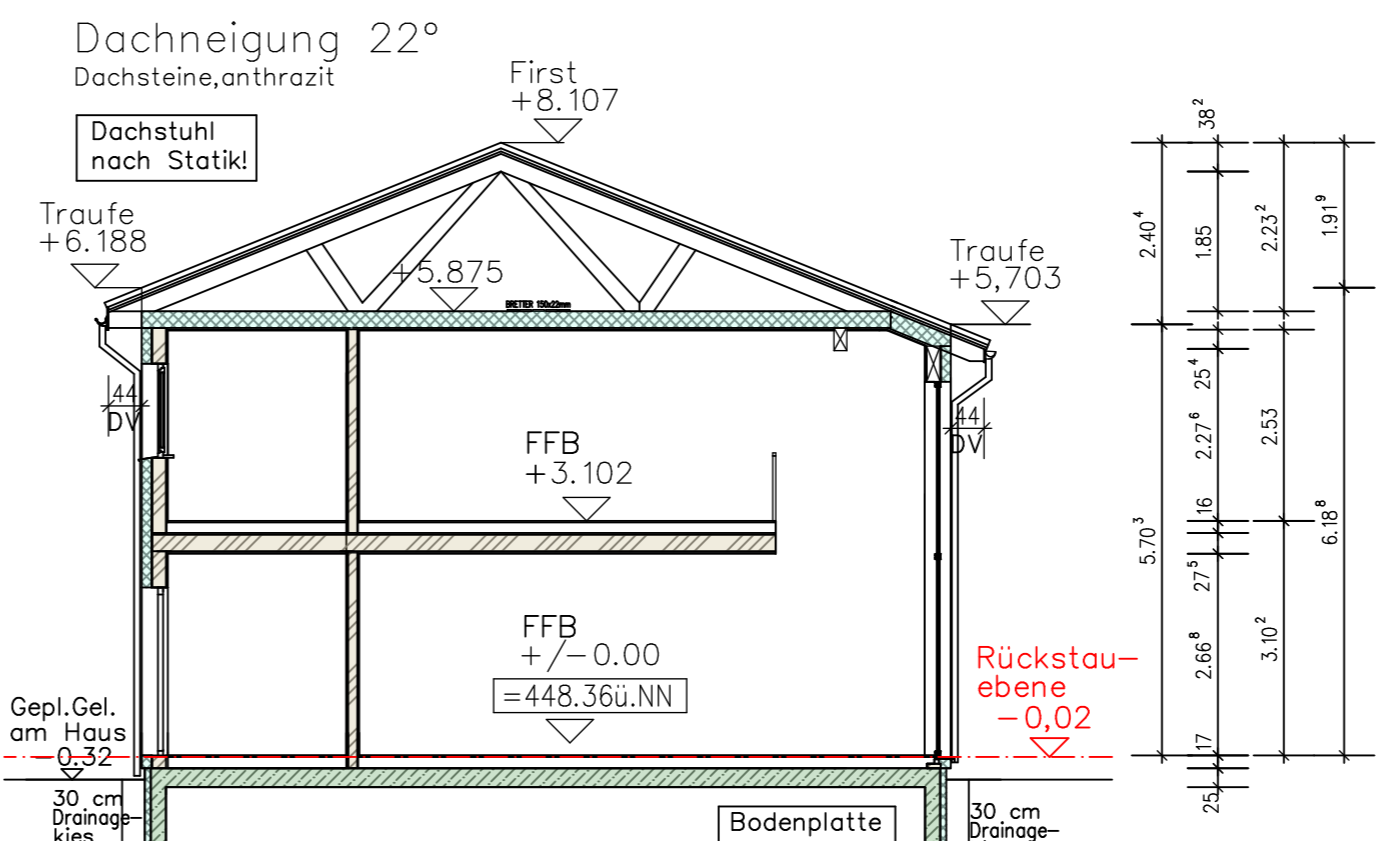 Dachneigung 22°
Dachsteine,anthrazit
Dachstuhl
nach Statik!
First
+8.107
Traufe
+6.188
+5.875
BRETTER 150x22mm
Traufe
+5,703
44
DV
44
DV
FFB
+3.102
FFB
+/-0.00
=448.36ü.NN
Rückstau-
ebene
-0,02
Gepl.Gel.
am Haus
-0.32
30 cm
Drainage-
kies
Bodenplatte
30 cm
Drainage-
2.40⁴
5.70³
38²
1.85
25⁴
2.27⁶
16
27⁵
2.66⁸
17
25
2.23²
2.53
3.10²
1.91⁹
6.18⁸